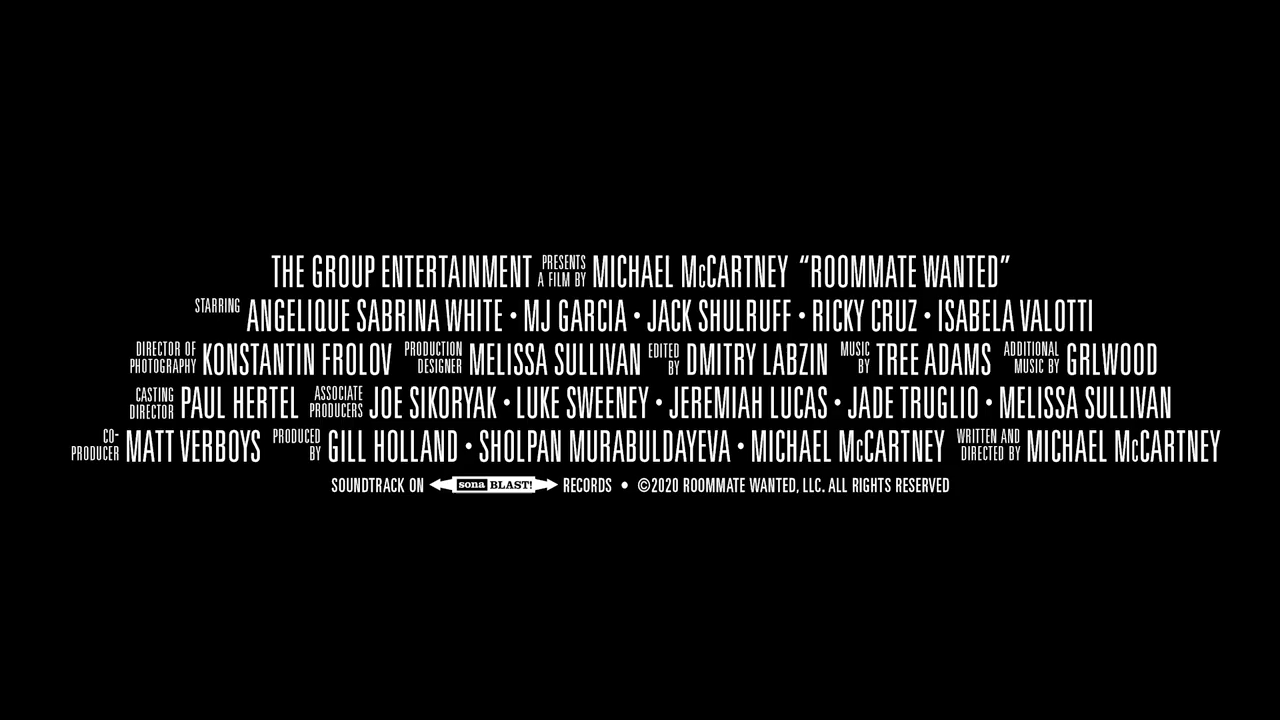 THE GROUP ENTERTAINMENT PRESENTS A FILM BY MICHAEL McCARTNEY “ROOMMATE WANTED”
STARRING ANGELIQUE SABRINA WHITE • MJ GARCIA • JACK SHULRUFF • RICKY CRUZ • ISABELA VALOTTI
DIRECTOR OF PHOTOGRAPHY KONSTANTIN FROLOV PRODUCTION DESIGNER MELISSA SULLIVAN EDITED BY DMITRY LABZIN MUSIC BY TREE ADAMS ADDITIONAL MUSIC BY GRLWOOD
CASTING DIRECTOR PAUL HERTEL ASSOCIATE PRODUCERS JOE SIKORYAK • LUKE SWEENEY • JEREMIAH LUCAS • JADE TRUGLIO • MELISSA SULLIVAN
CO-PRODUCER MATT VERBOYS PRODUCED BY GILL HOLLAND • SHOLPAN MURABULDAYEVA • MICHAEL McCARTNEY WRITTEN AND DIRECTED BY MICHAEL McCARTNEY
SOUNDTRACK ON sona BLAST! RECORDS • ©2020 ROOMMATE WANTED, LLC. ALL RIGHTS RESERVED